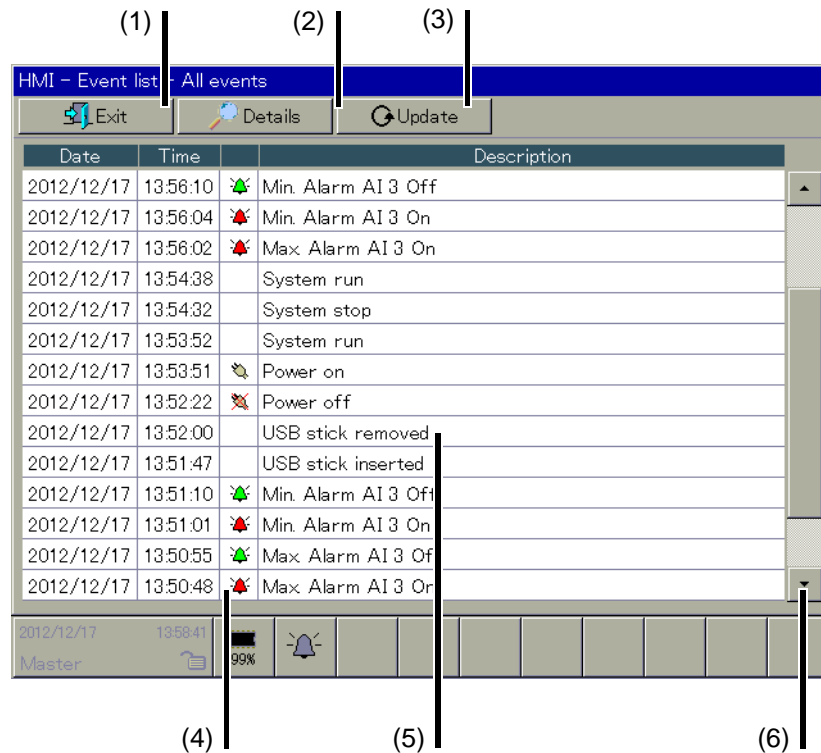 (1) (2) (3)
HMI - Event list - All events
Exit Details Update
Date Time Description
2012/12/17 13:56:10 Min. Alarm AI 3 Off
2012/12/17 13:56:04 Min. Alarm AI 3 On
2012/12/17 13:56:02 Max. Alarm AI 3 On
2012/12/17 13:54:38 System run
2012/12/17 13:54:32 System stop
2012/12/17 13:53:52 System run
2012/12/17 13:53:51 Power on
2012/12/17 13:52:22 Power off
2012/12/17 13:52:00 USB stick removed
2012/12/17 13:51:47 USB stick inserted
2012/12/17 13:51:10 Min. Alarm AI 3 Off
2012/12/17 13:51:01 Min. Alarm AI 3 On
2012/12/17 13:50:55 Max. Alarm AI 3 Off
2012/12/17 13:50:48 Max. Alarm AI 3 On
2012/12/17 13:58:41
Master 99%
(4) (5) (6)